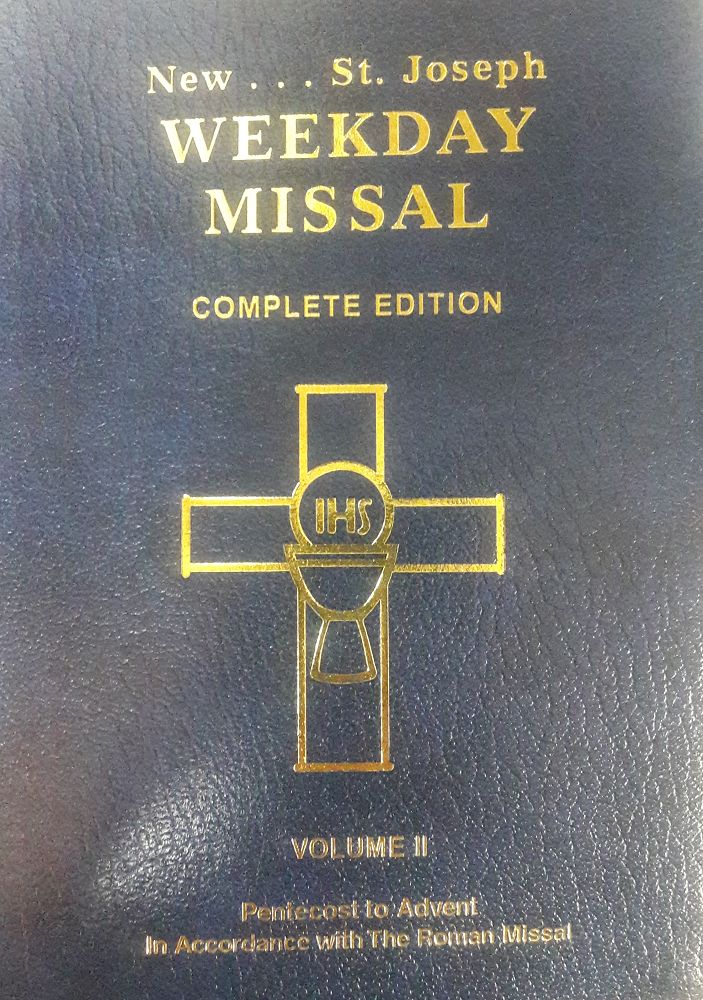 New . . . St. Joseph
WEEKDAY
MISSAL
COMPLETE EDITION
IHS
VOLUME II
Pentecost to Advent
In Accordance with The Roman Missal